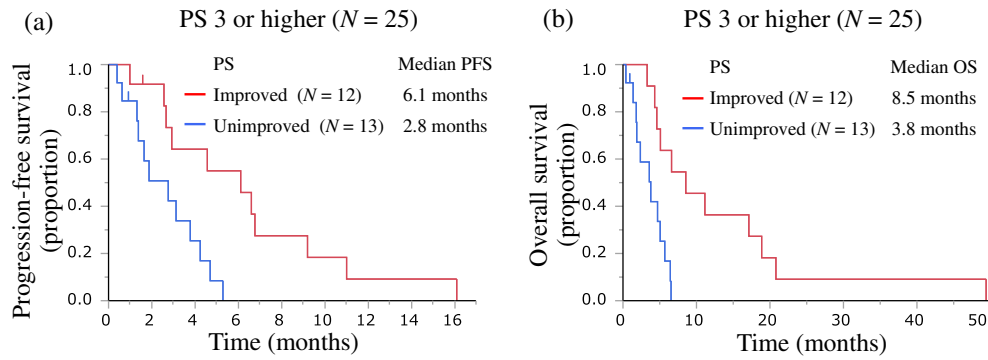 (a) PS 3 or higher (N = 25)
PS Median PFS
Improved (N = 12) 6.1 months
Unimproved (N = 13) 2.8 months
Progression-free survival
(proportion)
1.0
0.8
0.6
0.4
0.2
0.0
0 2 4 6 8 10 12 14 16
Time (months)
(b) PS 3 or higher (N = 25)
PS Median OS
Improved (N = 12) 8.5 months
Unimproved (N = 13) 3.8 months
Overall survival
(proportion)
1.0
0.8
0.6
0.4
0.2
0.0
0 10 20 30 40 50
Time (months)